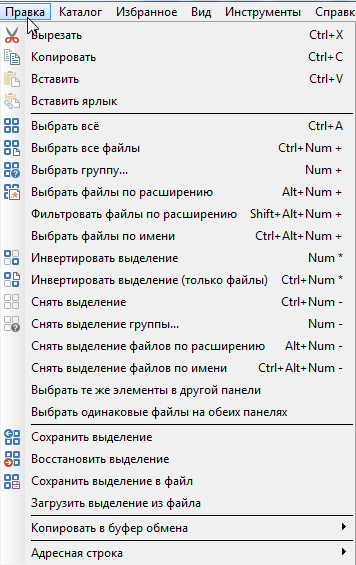 Правка Каталог Избранное Вид Инструменты Справк
Вырезать Ctrl+X
Копировать Ctrl+C
Вставить Ctrl+V
Вставить ярлык
Выбрать всё Ctrl+A
Выбрать все файлы Ctrl+Num +
Выбрать группу... Num +
Выбрать файлы по расширению Alt+Num +
Фильтровать файлы по расширению Shift+Alt+Num +
Выбрать файлы по имени Ctrl+Alt+Num +
Инвертировать выделение Num *
Инвертировать выделение (только файлы) Ctrl+Num *
Снять выделение Ctrl+Num -
Снять выделение группы... Num -
Снять выделение файлов по расширению Alt+Num -
Снять выделение файлов по имени Ctrl+Alt+Num -
Выбрать те же элементы в другой панели
Выбрать одинаковые файлы на обеих панелях
Сохранить выделение
Восстановить выделение
Сохранить выделение в файл
Загрузить выделение из файла
Копировать в буфер обмена
Адресная строка